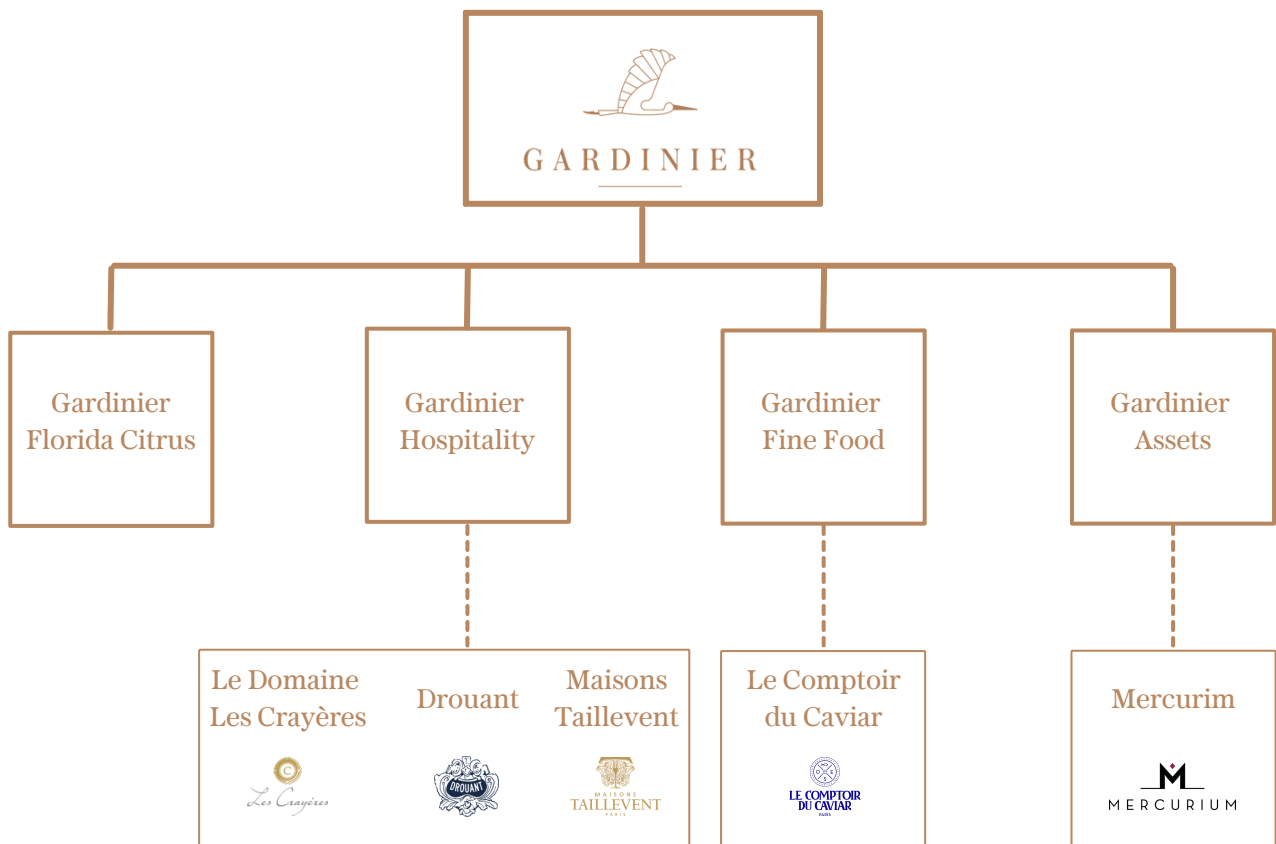 GARDINIER
Gardinier
Florida Citrus
Gardinier
Hospitality
Gardinier
Fine Food
Gardinier
Assets
Le Domaine
Les Crayères
C
Les Crayères
Drouant
DROUANT
Maisons
Taillevent
MAISONS
TAILLEVENT
PARIS
Le Comptoir
du Caviar
LE COMPTOIR
DU CAVIAR
PARIS
Mercurim
M
MERCURIUM